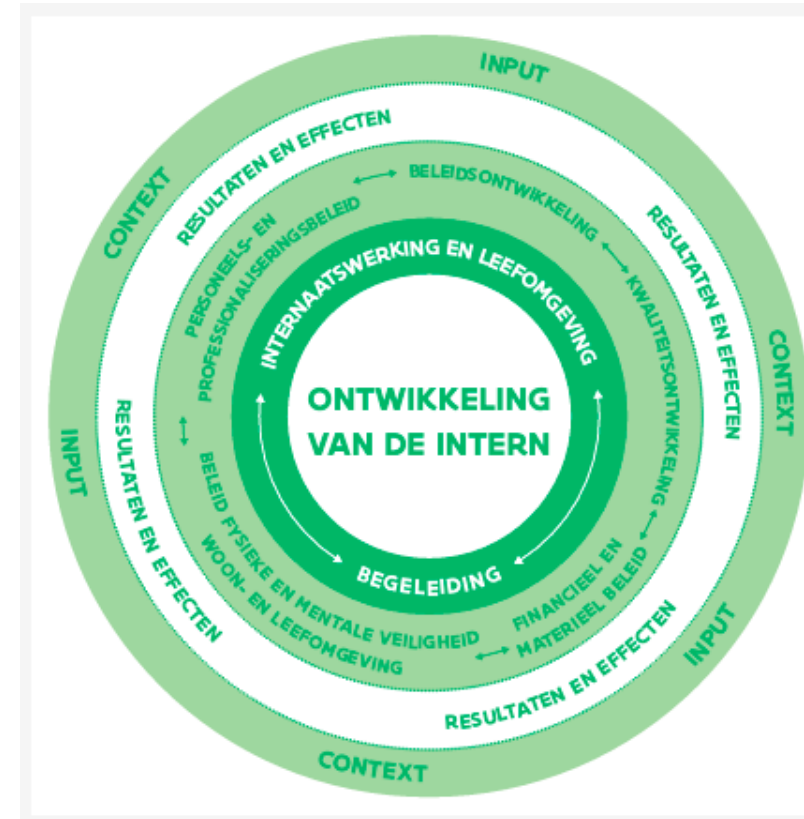 INPUT
CONTEXT
RESULTATEN EN EFFECTEN
RESULTATEN EN EFFECTEN
CONTEXT
BELEIDSONTWIKKELING
KWALITEITSONTWIKKELING
PERSONEELS- EN
PROFESSIONALISERINGSBELEID
INTERNAATSWERKING EN LEEFOMGEVING
ONTWIKKELING
VAN DE INTERN
BEGELEIDING
BELEID FYSIEKE EN MENTALE VEILIGHEID
WOON- EN LEEFOMGEVING
FINANCIEEL EN
MATERIEEL BELEID
INPUT
RESULTATEN EN EFFECTEN
RESULTATEN EN EFFECTEN
INPUT
CONTEXT